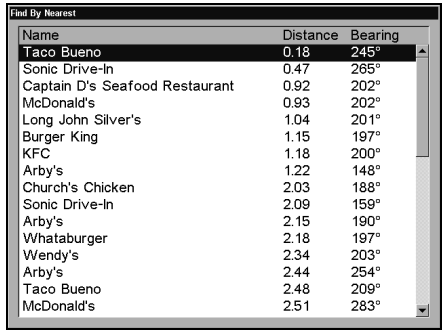 Find By Nearest
Name Distance Bearing
Taco Bueno 0.18 245°
Sonic Drive-In 0.47 265°
Captain D's Seafood Restaurant 0.92 202°
McDonald's 0.93 202°
Long John Silver's 1.04 201°
Burger King 1.15 197°
KFC 1.18 200°
Arby's 1.22 148°
Church's Chicken 2.03 188°
Sonic Drive-In 2.09 159°
Arby's 2.15 190°
Whataburger 2.18 197°
Wendy's 2.34 203°
Arby's 2.44 254°
Taco Bueno 2.48 209°
McDonald's 2.51 283°